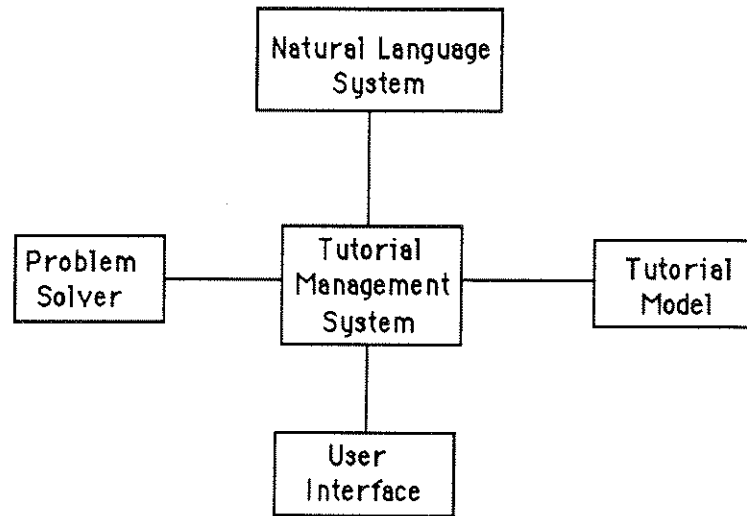 Natural Language
System
Problem
Solver
Tutorial
Management
System
Tutorial
Model
User
Interface